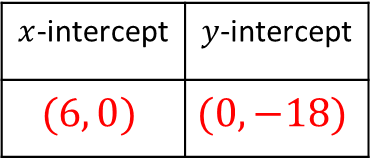 x-intercept y-intercept
(6, 0) (0, −18)